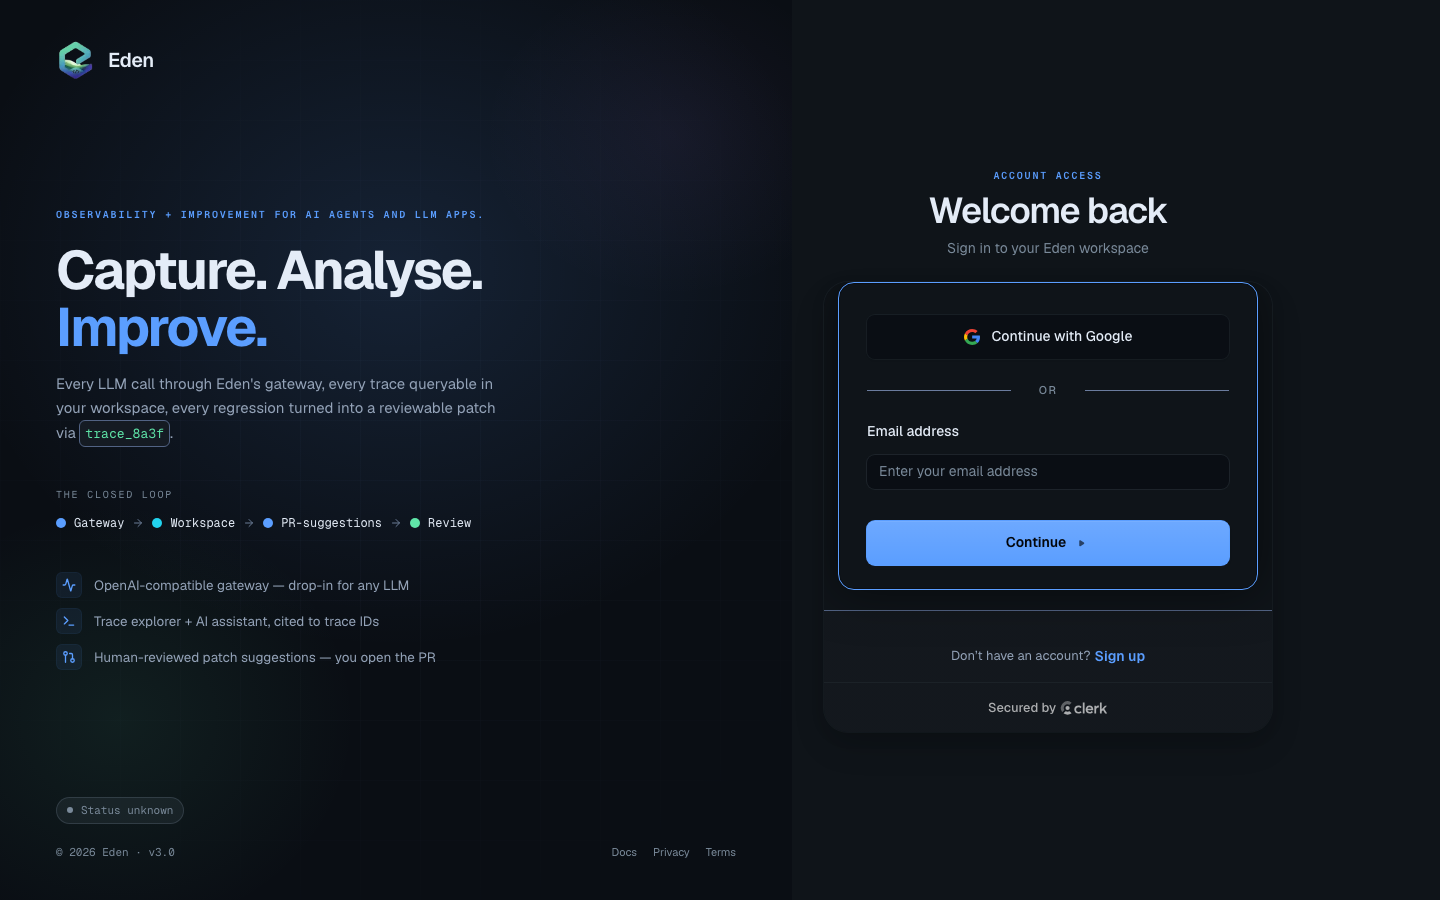 Eden
OBSERVABILITY + IMPROVEMENT FOR AI AGENTS AND LLM APPS.
Capture. Analyse.
Improve.
Every LLM call through Eden's gateway, every trace queryable in
your workspace, every regression turned into a reviewable patch
via trace_8a3f.
THE CLOSED LOOP
Gateway → Workspace → PR-suggestions → Review
OpenAI-compatible gateway — drop-in for any LLM
Trace explorer + AI assistant, cited to trace IDs
Human-reviewed patch suggestions — you open the PR
Status unknown
© 2026 Eden · v3.0
Docs Privacy Terms
ACCOUNT ACCESS
Welcome back
Sign in to your Eden workspace
Continue with Google
OR
Email address
Enter your email address
Continue
Don't have an account? Sign up
Secured by clerk